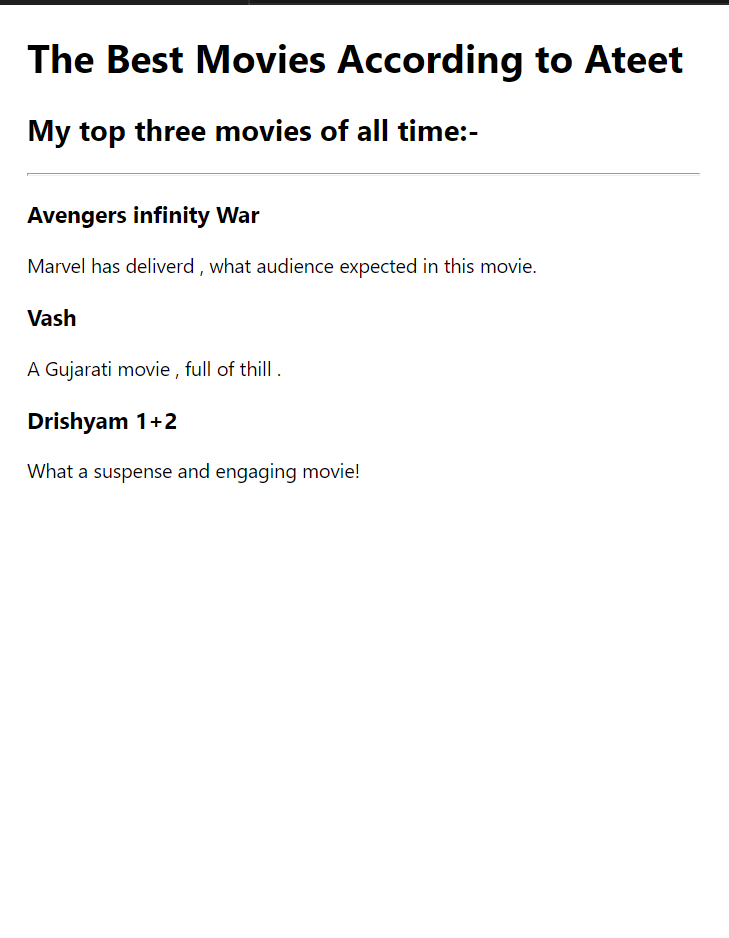 The Best Movies According to Ateet
My top three movies of all time:-
Avengers infinity War
Marvel has deliverd , what audience expected in this movie.
Vash
A Gujarati movie , full of thill .
Drishyam 1+2
What a suspense and engaging movie!